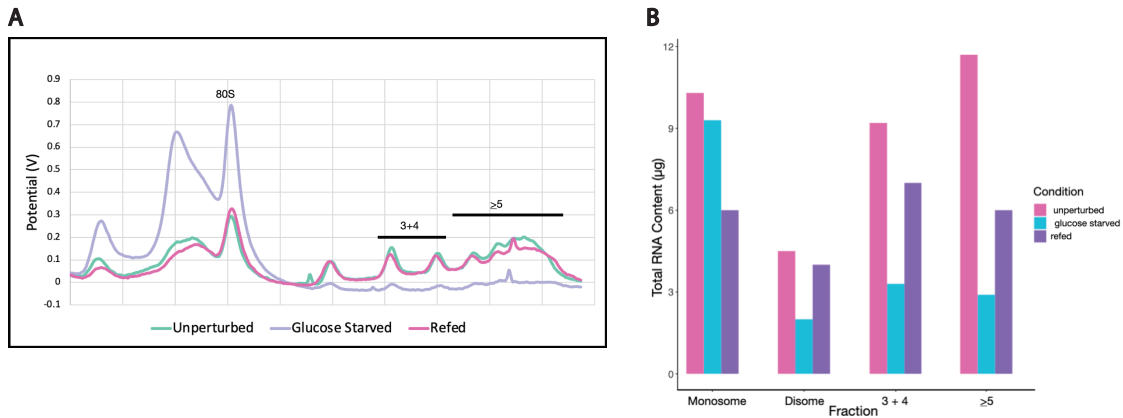 A
0.9
0.8
0.7
0.6
0.5
0.4
0.3
0.2
0.1
0
-0.1
Potential (V)
80S
3+4
≥5
Unperturbed Glucose Starved Refed
B
12
9
6
3
0
Total RNA Content (µg)
Monosome Disome 3 + 4 ≥5
Fraction
Condition
unperturbed
glucose starved
refed